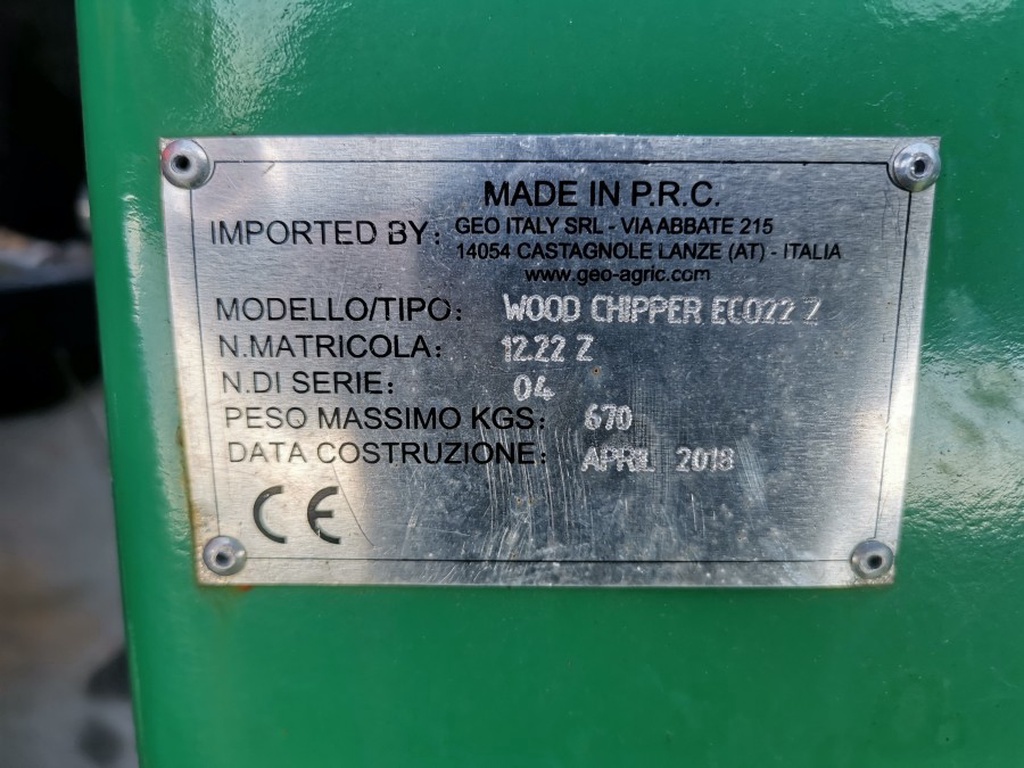 MADE IN P.R.C.
IMPORTED BY: GEO ITALY SRL - VIA ABBATE 215
14054 CASTAGNOLE LANZE (AT) - ITALIA
www.geo-agric.com
MODELLO/TIPO: WOOD CHIPPER ECO22 Z
N.MATRICOLA: 12.22 Z
N.DI SERIE: 04
PESO MASSIMO KGS: 670
DATA COSTRUZIONE: APRIL 2018
CE